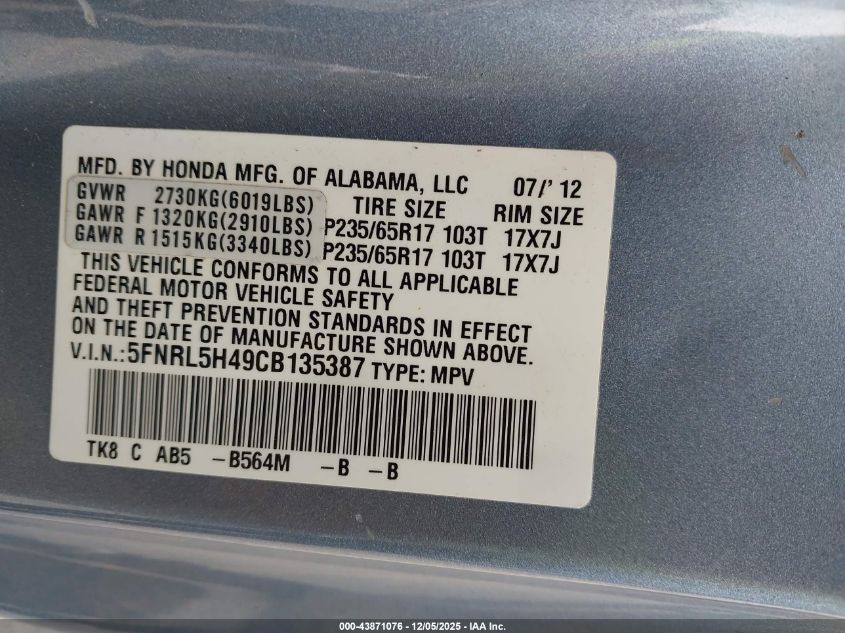 MFD. BY HONDA MFG. OF ALABAMA, LLC 07/' 12
GVWR 2730KG(6019LBS) TIRE SIZE RIM SIZE
GAWR F 1320KG(2910LBS) P235/65R17 103T 17X7J
GAWR R 1515KG(3340LBS) P235/65R17 103T 17X7J
THIS VEHICLE CONFORMS TO ALL APPLICABLE
FEDERAL MOTOR VEHICLE SAFETY
AND THEFT PREVENTION STANDARDS IN EFFECT
ON THE DATE OF MANUFACTURE SHOWN ABOVE.
V.I.N.:5FNRL5H49CB135387 TYPE: MPV
TK8 C AB5 -B564M -B -B
000-43871076 - 12/05/2025 - IAA Inc.